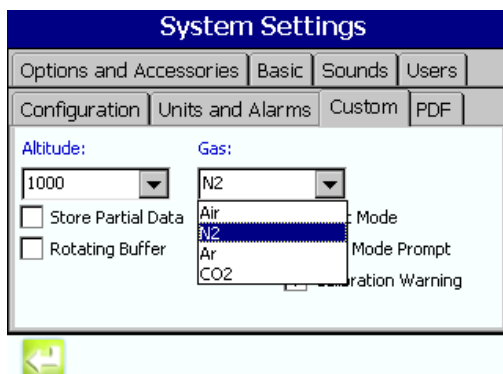 System Settings
Options and Accessories Basic Sounds Users
Configuration Units and Alarms Custom PDF
Altitude: Gas:
1000 N2
Store Partial Data Air Mode
N2
Rotating Buffer Ar Mode Prompt
CO2 Warning